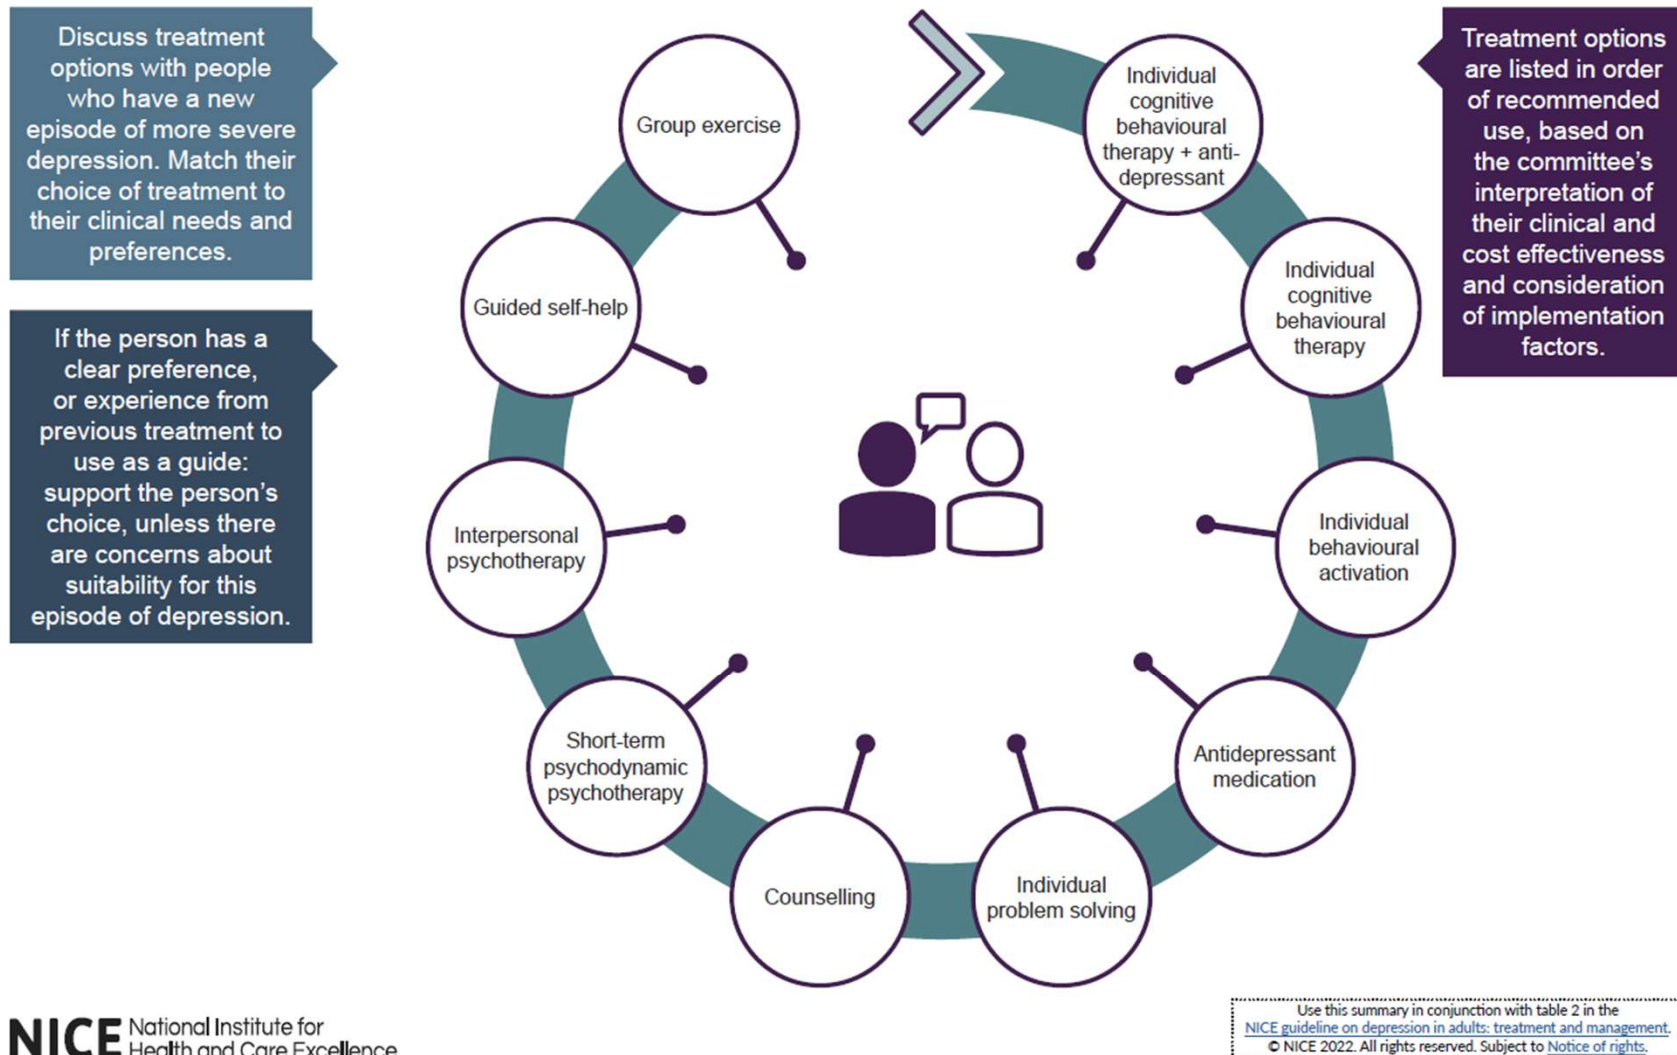 Discuss treatment
options with people
who have a new
episode of more severe
depression. Match their
choice of treatment to
their clinical needs and
preferences.
If the person has a
clear preference,
or experience from
previous treatment to
use as a guide:
support the person’s
choice, unless there
are concerns about
suitability for this
episode of depression.
Treatment options
are listed in order
of recommended
use, based on
the committee’s
interpretation of
their clinical and
cost effectiveness
and consideration
of implementation
factors.
Individual
cognitive
behavioural
therapy + anti-
depressant
Individual
cognitive
behavioural
therapy
Individual
behavioural
activation
Antidepressant
medication
Individual
problem solving
Counselling
Short-term
psychodynamic
psychotherapy
Interpersonal
psychotherapy
Guided self-help
Group exercise
NICE National Institute for
Health and Care Excellence
Use this summary in conjunction with table 2 in the
NICE guideline on depression in adults: treatment and management.
© NICE 2022. All rights reserved. Subject to Notice of rights.